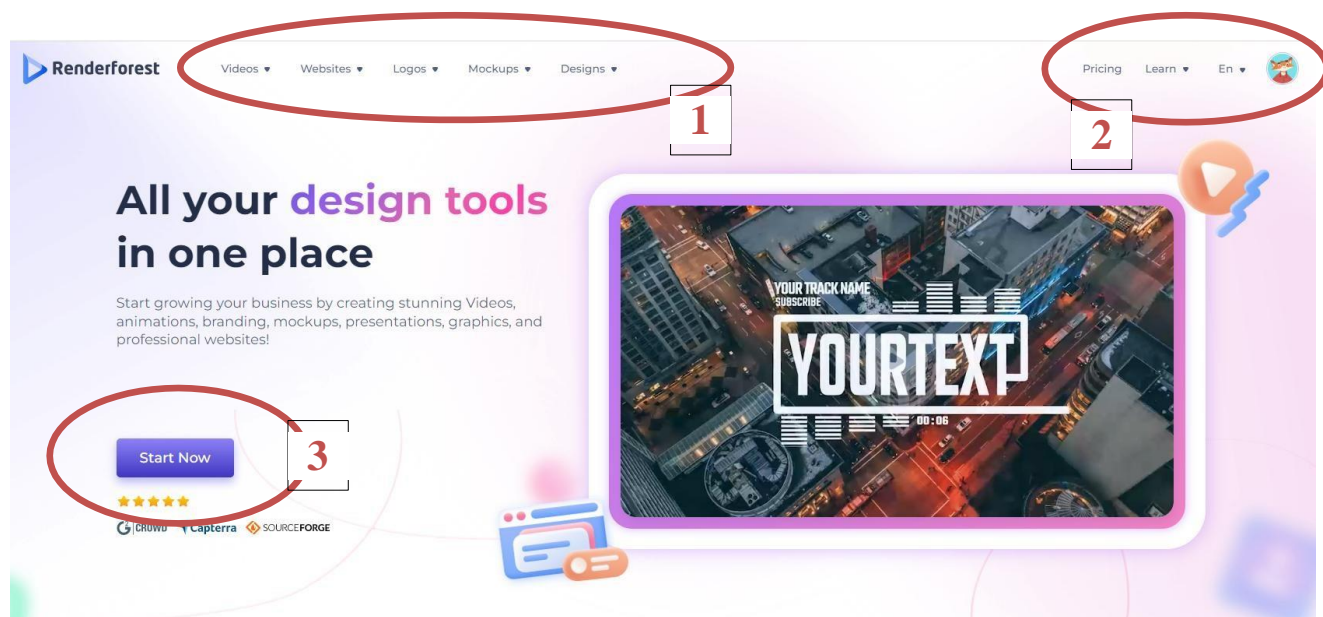 Renderforest
Videos ▾ Websites ▾ Logos ▾ Mockups ▾ Designs ▾
Pricing Learn ▾ En ▾
1
2
All your design tools
in one place
Start growing your business by creating stunning Videos,
animations, branding, mockups, presentations, graphics, and
professional websites!
YOUR TRACK NAME
SUBSCRIBE
YOURTEXT
00:06
Start Now
3
G CROWD Capterra SOURCEFORGE